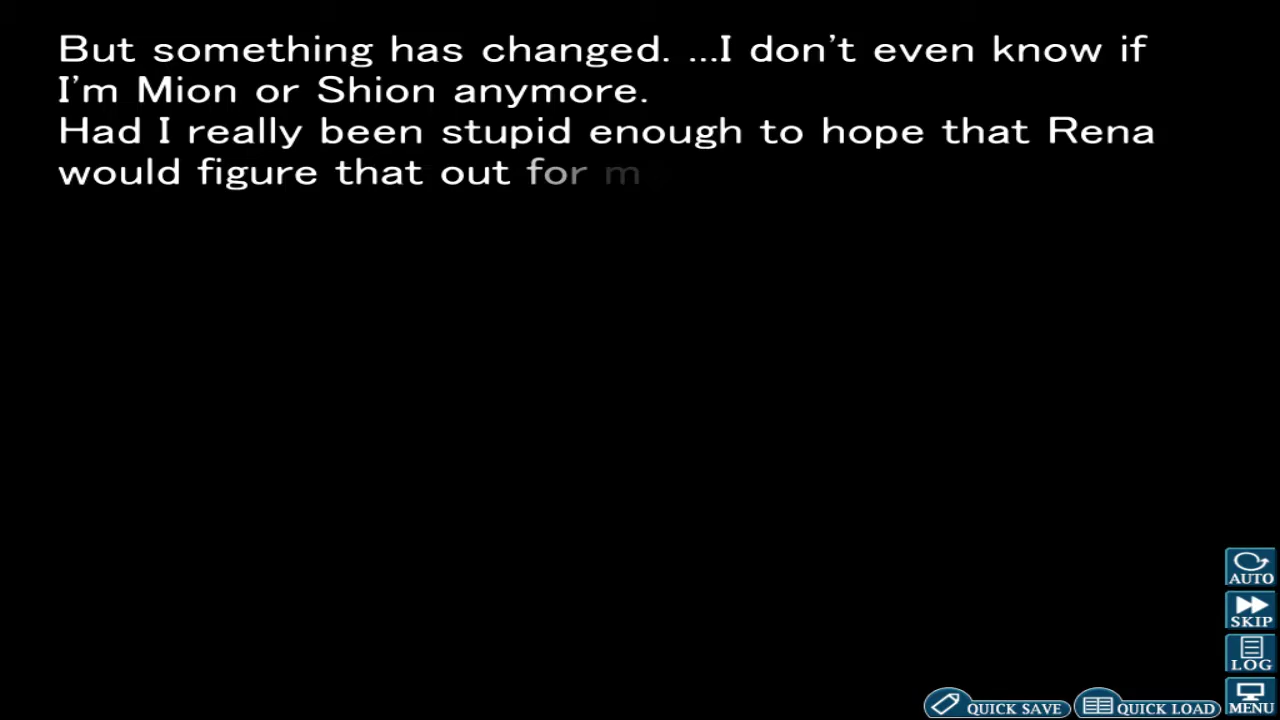 But something has changed. ...I don't even know if
I'm Mion or Shion anymore.
Had I really been stupid enough to hope that Rena
would figure that out for m
AUTO
SKIP
LOG
QUICK SAVE
QUICK LOAD
MENU